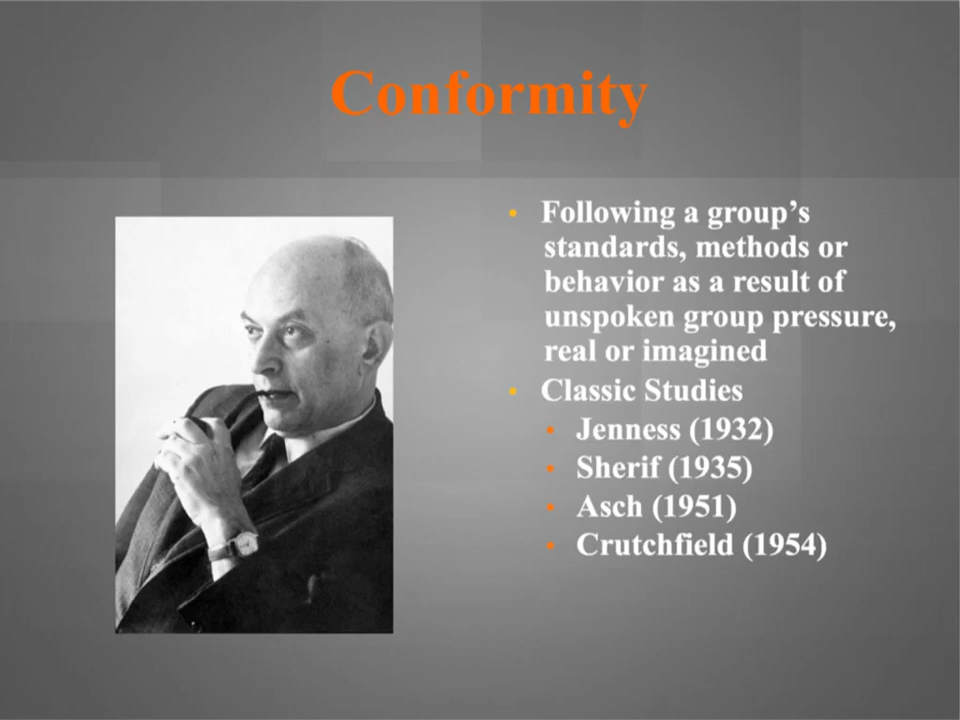 Conformity
• Following a group’s
standards, methods or
behavior as a result of
unspoken group pressure,
real or imagined
• Classic Studies
• Jenness (1932)
• Sherif (1935)
• Asch (1951)
• Crutchfield (1954)